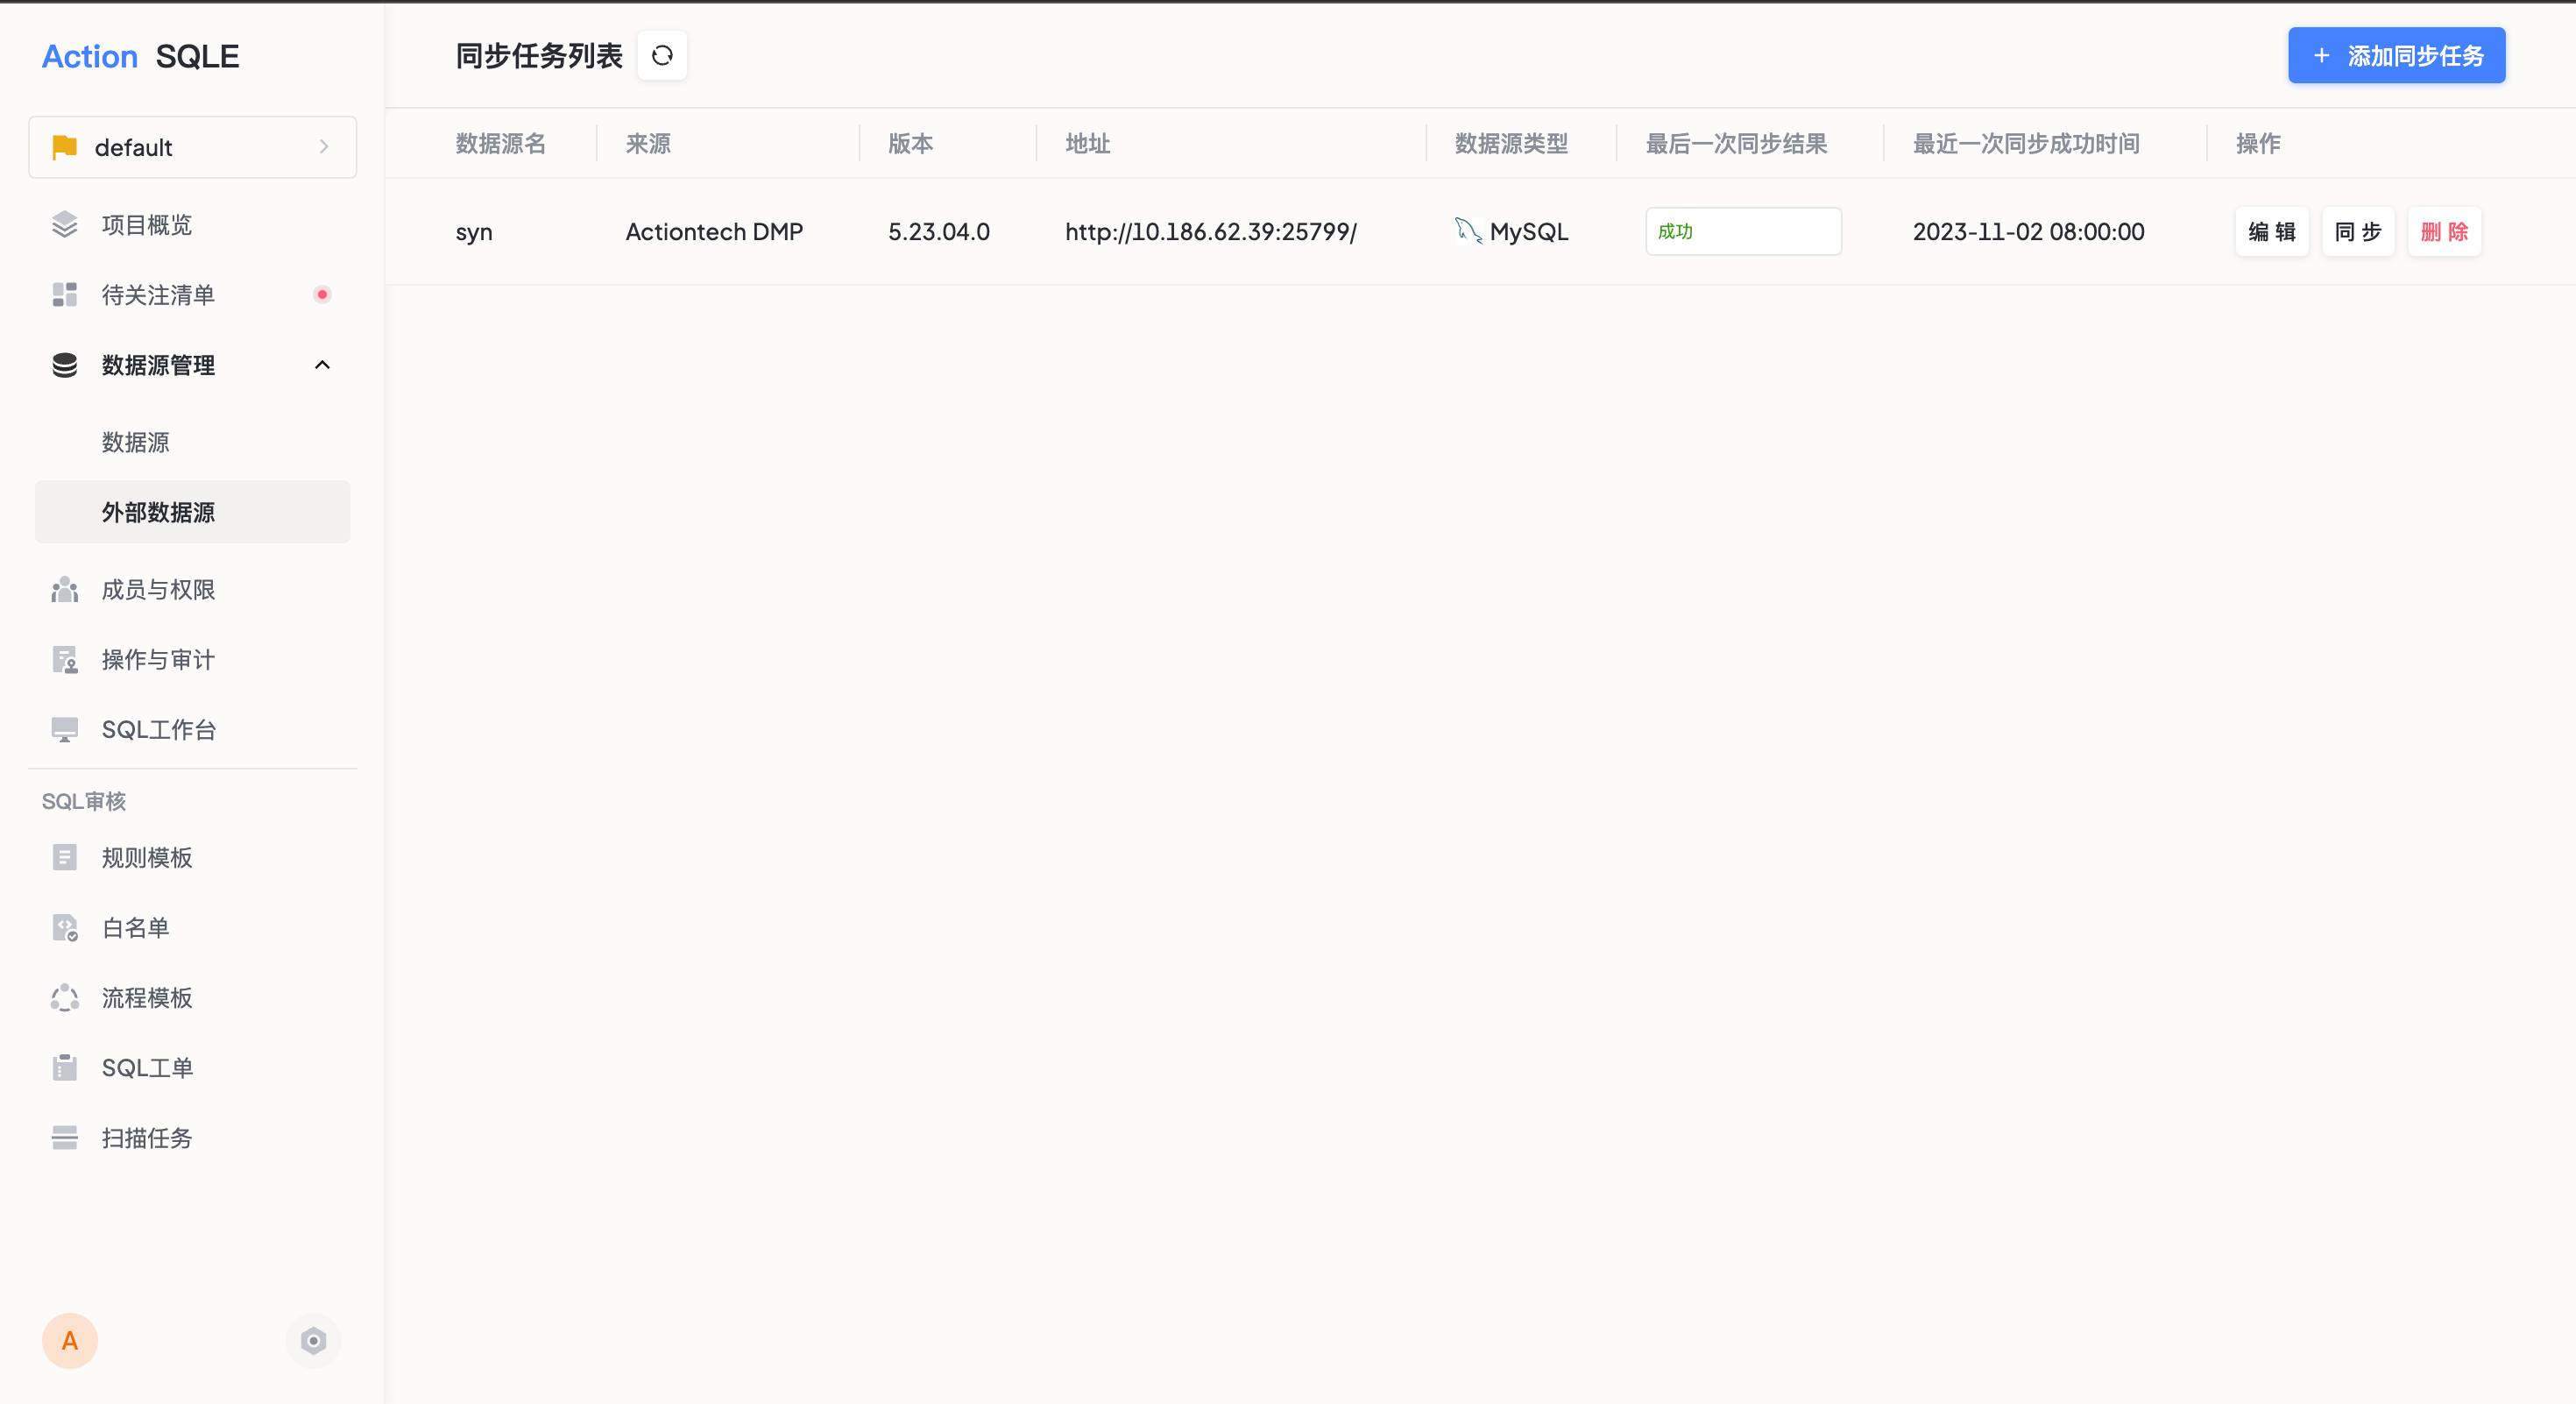 Action SQLE
default
项目概览
待关注清单
数据源管理
数据源
外部数据源
成员与权限
操作与审计
SQL工作台
SQL审核
规则模板
白名单
流程模板
SQL工单
扫描任务
A
同步任务列表
添加同步任务
数据源名 来源 版本 地址 数据源类型 最后一次同步结果 最近一次同步成功时间 操作
syn Actiontech DMP 5.23.04.0 http://10.186.62.39:25799/ MySQL 成功 2023-11-02 08:00:00 编 辑 同 步 删 除